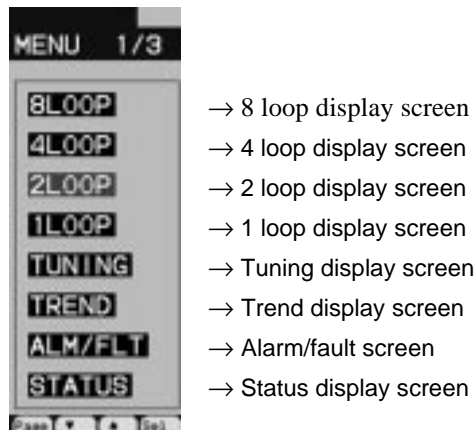 MENU 1/3
8LOOP → 8 loop display screen
4LOOP → 4 loop display screen
2LOOP → 2 loop display screen
1LOOP → 1 loop display screen
TUNING → Tuning display screen
TREND → Trend display screen
ALM/FLT → Alarm/fault screen
STATUS → Status display screen
Page ▼ ▲ Sel